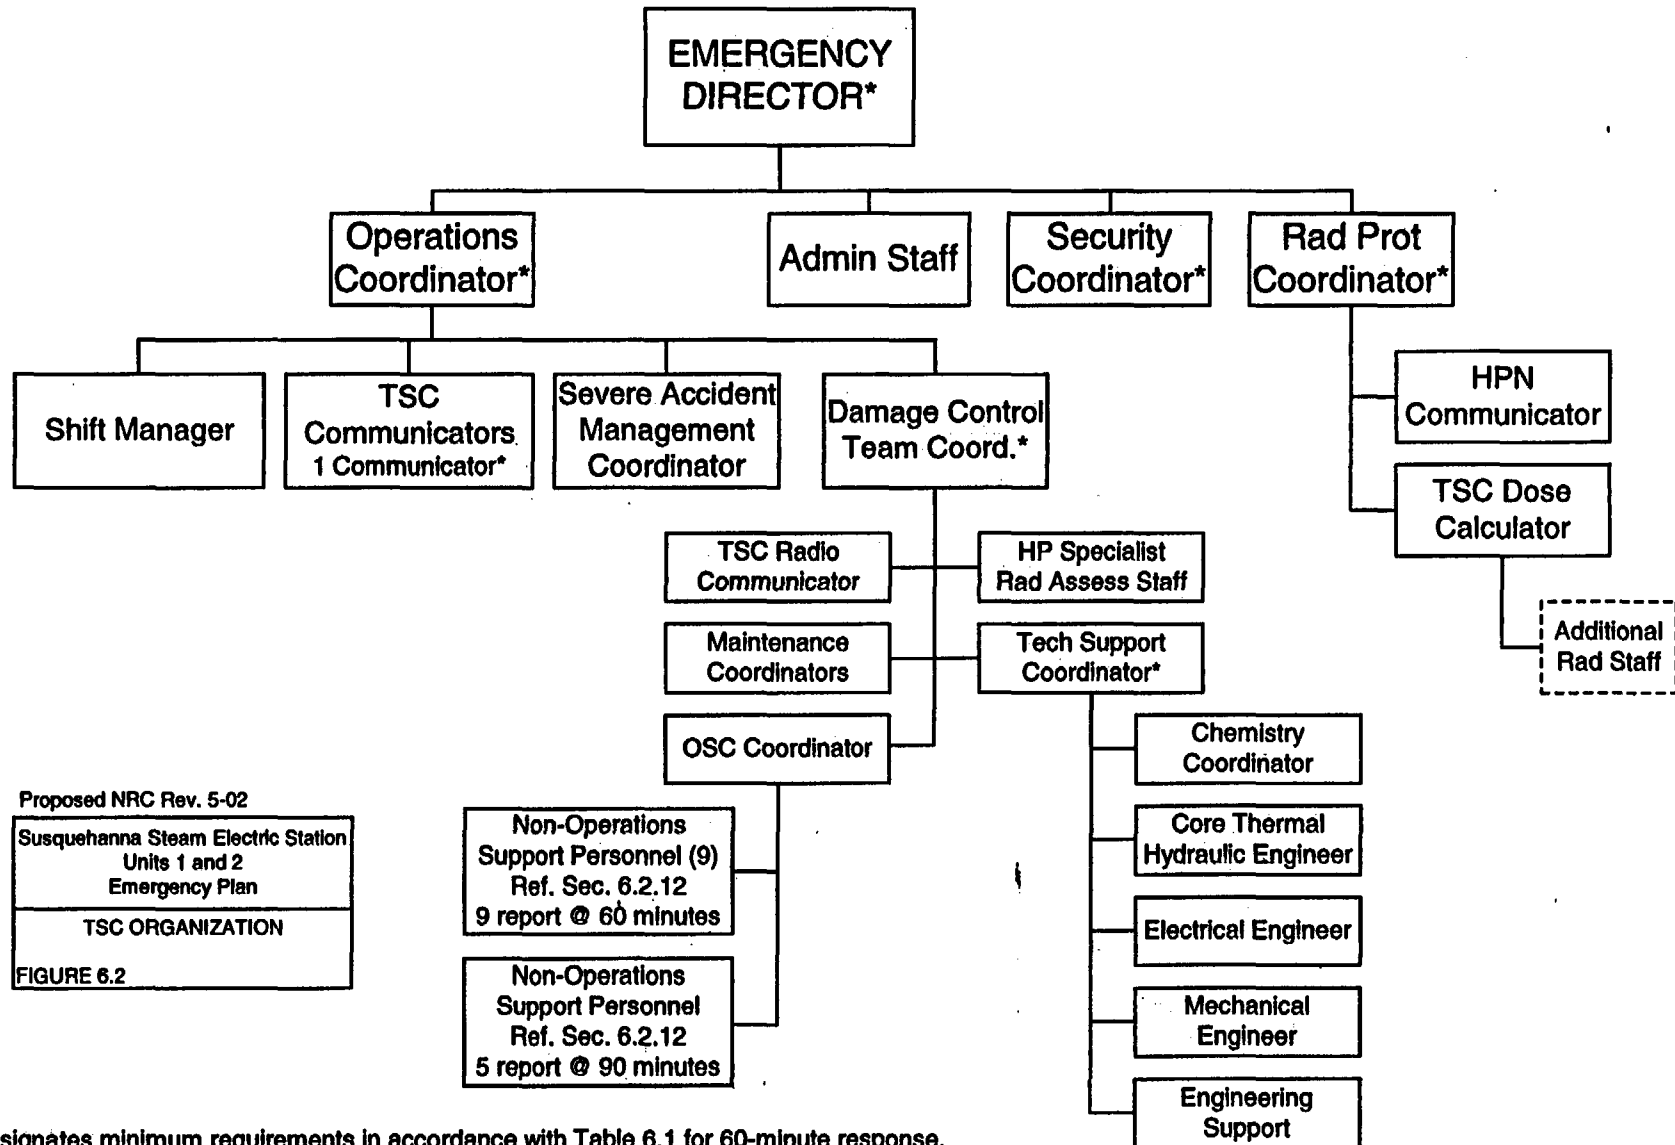 EMERGENCY
DIRECTOR*
Operations
Coordinator*
Admin Staff
Security
Coordinator*
Rad Prot
Coordinator*
Shift Manager
TSC
Communicators
1 Communicator*
Severe Accident
Management
Coordinator
Damage Control
Team Coord.*
HPN
Communicator
TSC Dose
Calculator
Additional
Rad Staff
TSC Radio
Communicator
HP Specialist
Rad Assess Staff
Maintenance
Coordinators
Tech Support
Coordinator*
OSC Coordinator
Chemistry
Coordinator
Core Thermal
Hydraulic Engineer
Electrical Engineer
Mechanical
Engineer
Engineering
Support
Non-Operations
Support Personnel (9)
Ref. Sec. 6.2.12
9 report @ 60 minutes
Non-Operations
Support Personnel
Ref. Sec. 6.2.12
5 report @ 90 minutes
Proposed NRC Rev. 5-02
Susquehanna Steam Electric Station
Units 1 and 2
Emergency Plan
TSC ORGANIZATION
FIGURE 6.2
minimum requirements in accordance with Table 6.1 for 60-minute response.